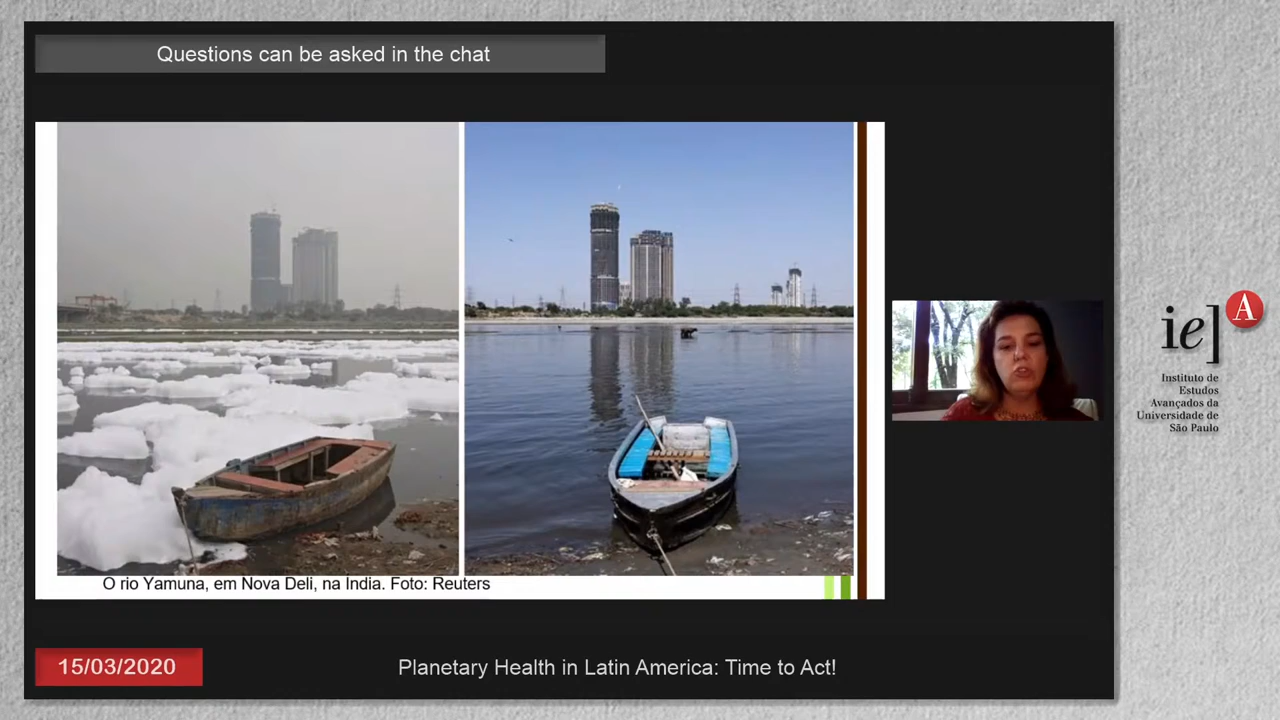 Questions can be asked in the chat
O rio Yamuna, em Nova Deli, na Índia. Foto: Reuters
ie] A
Instituto de
Estudos
Avançados da
Universidade de
São Paulo
15/03/2020
Planetary Health in Latin America: Time to Act!